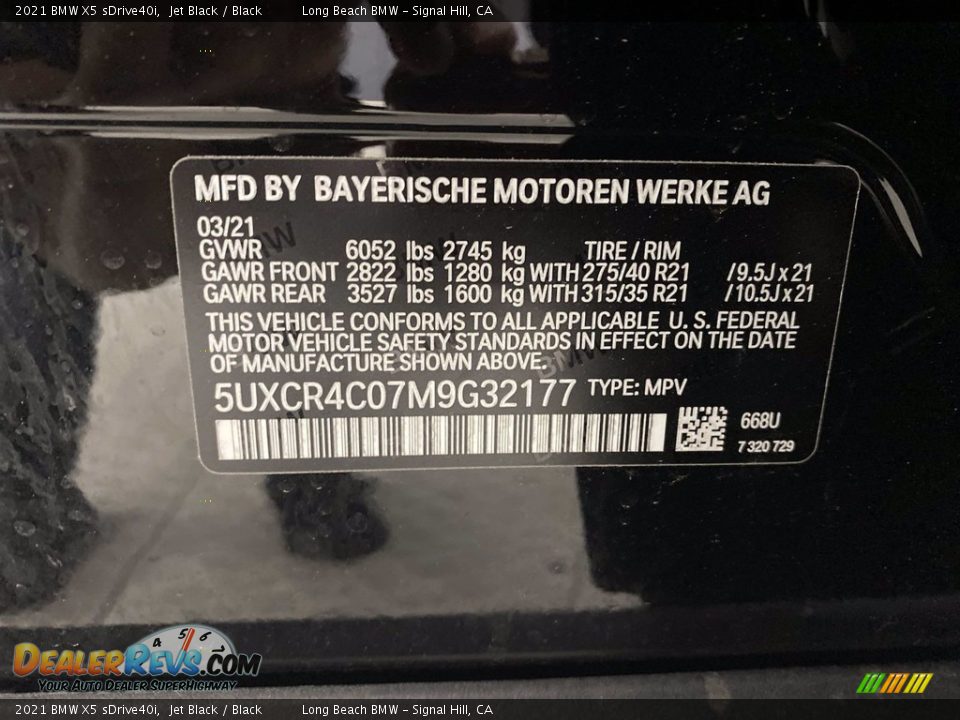 2021 BMW X5 sDrive40i, Jet Black / Black Long Beach BMW - Signal Hill, CA
MFD BY BAYERISCHE MOTOREN WERKE AG
03/21
GVWR 6052 lbs 2745 kg TIRE / RIM
GAWR FRONT 2822 lbs 1280 kg WITH 275/40 R21 /9.5J x 21
GAWR REAR 3527 lbs 1600 kg WITH 315/35 R21 /10.5J x 21
THIS VEHICLE CONFORMS TO ALL APPLICABLE U. S. FEDERAL
MOTOR VEHICLE SAFETY STANDARDS IN EFFECT ON THE DATE
OF MANUFACTURE SHOWN ABOVE.
5UXCR4C07M9G32177 TYPE: MPV
668U
7 320 729
4 5 6
DEALERREVS.COM
YOUR AUTO DEALER SUPERHIGHWAY
2021 BMW X5 sDrive40i, Jet Black / Black Long Beach BMW - Signal Hill, CA